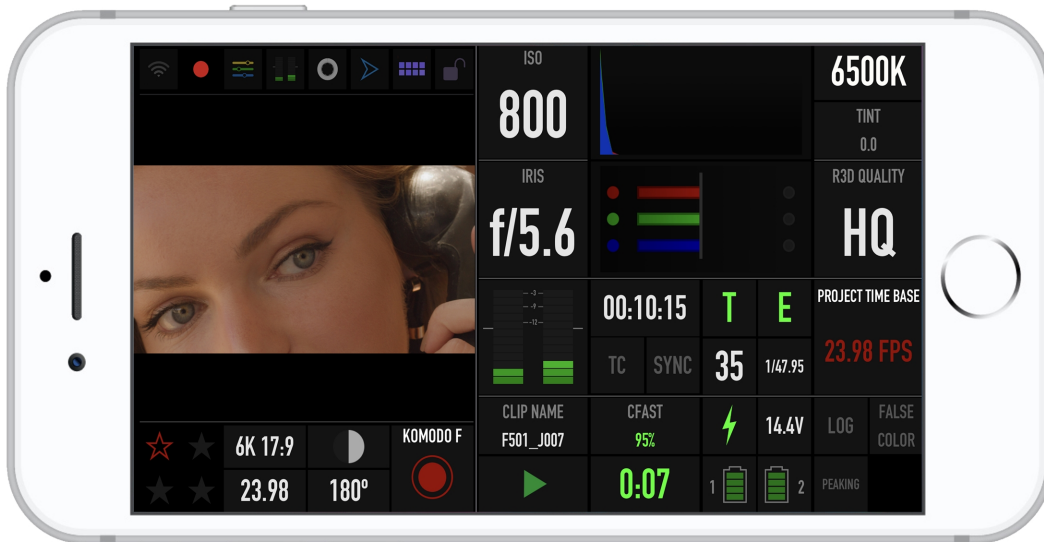 ISO
800
6500K
TINT
0.0
IRIS
f/5.6
R3D QUALITY
HQ
-3
-9
-12
00:10:15
T
E
PROJECT TIME BASE
23.98 FPS
TC
SYNC
35
1/47.95
CLIP NAME
F501_J007
CFAST
95%
14.4V
LOG
FALSE
COLOR
6K 17:9
KOMODO F
23.98
180º
0:07
1
2
PEAKING